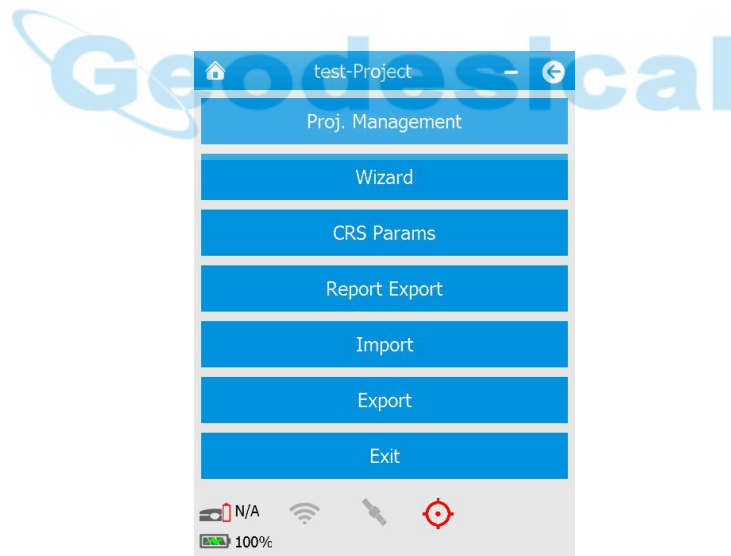 Geodesical
test-Project
Proj. Management
Wizard
CRS Params
Report Export
Import
Export
Exit
N/A
100%